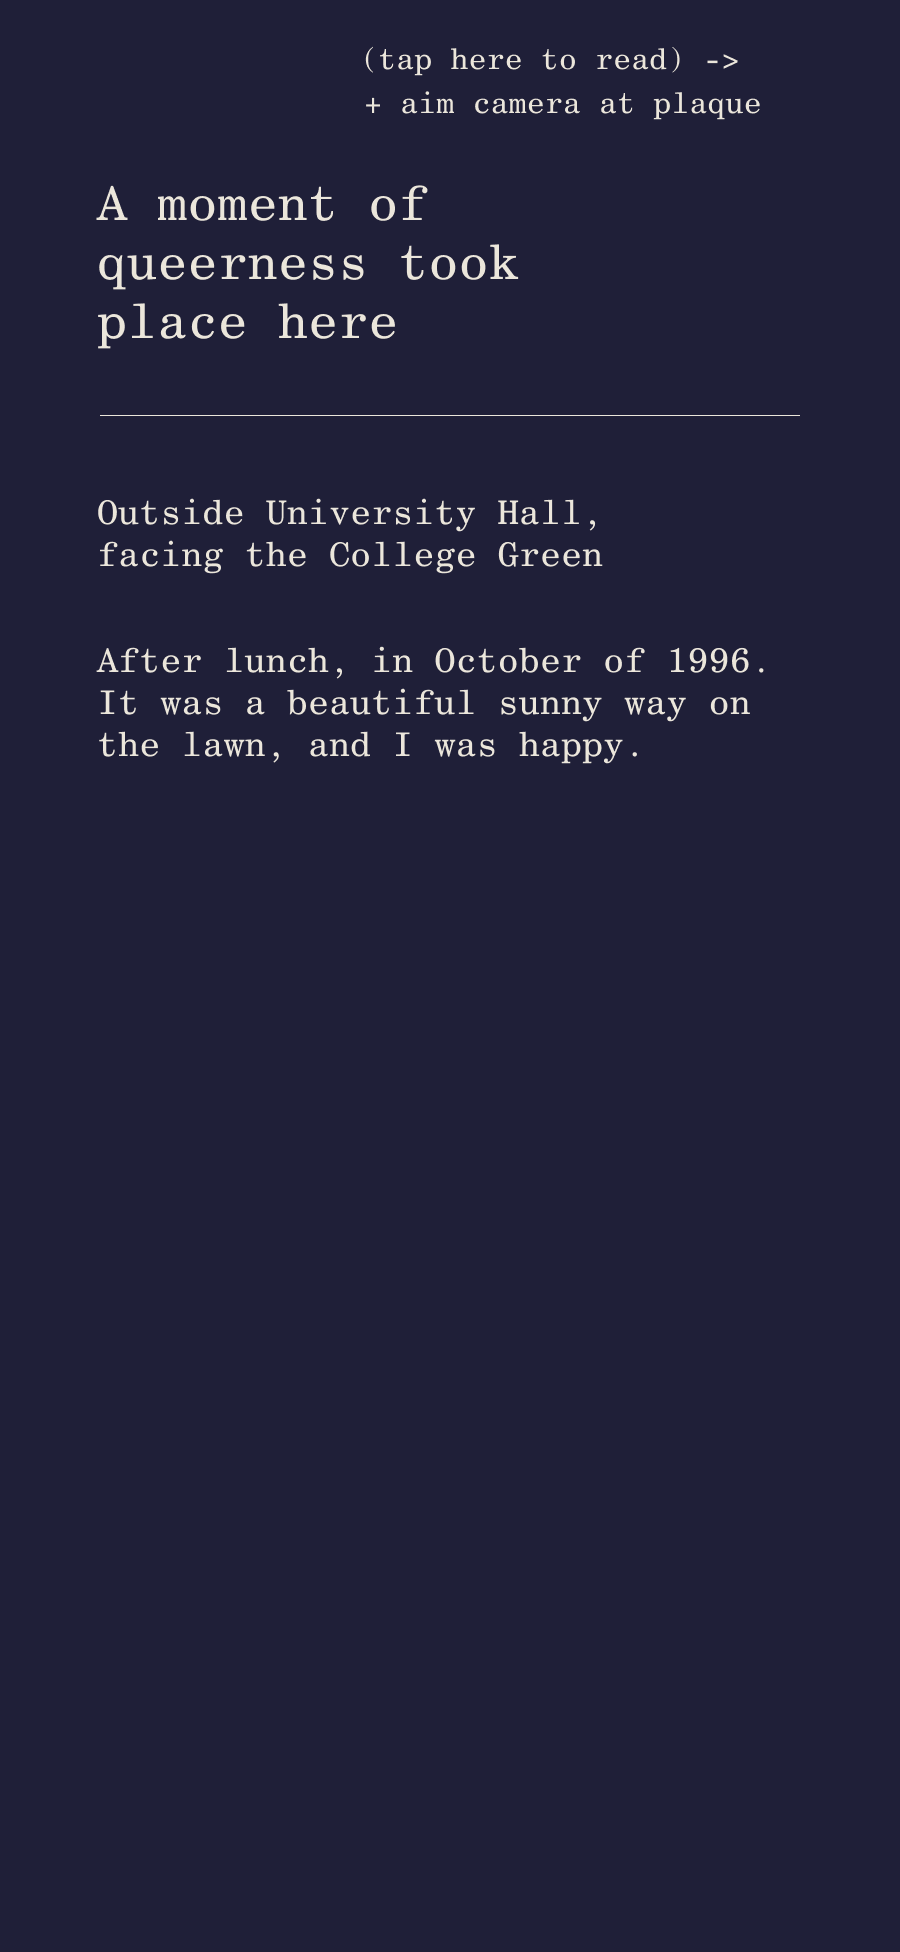 (tap here to read) ->
+ aim camera at plaque
A moment of
queerness took
place here
Outside University Hall,
facing the College Green
After lunch, in October of 1996.
It was a beautiful sunny way on
the lawn, and I was happy.